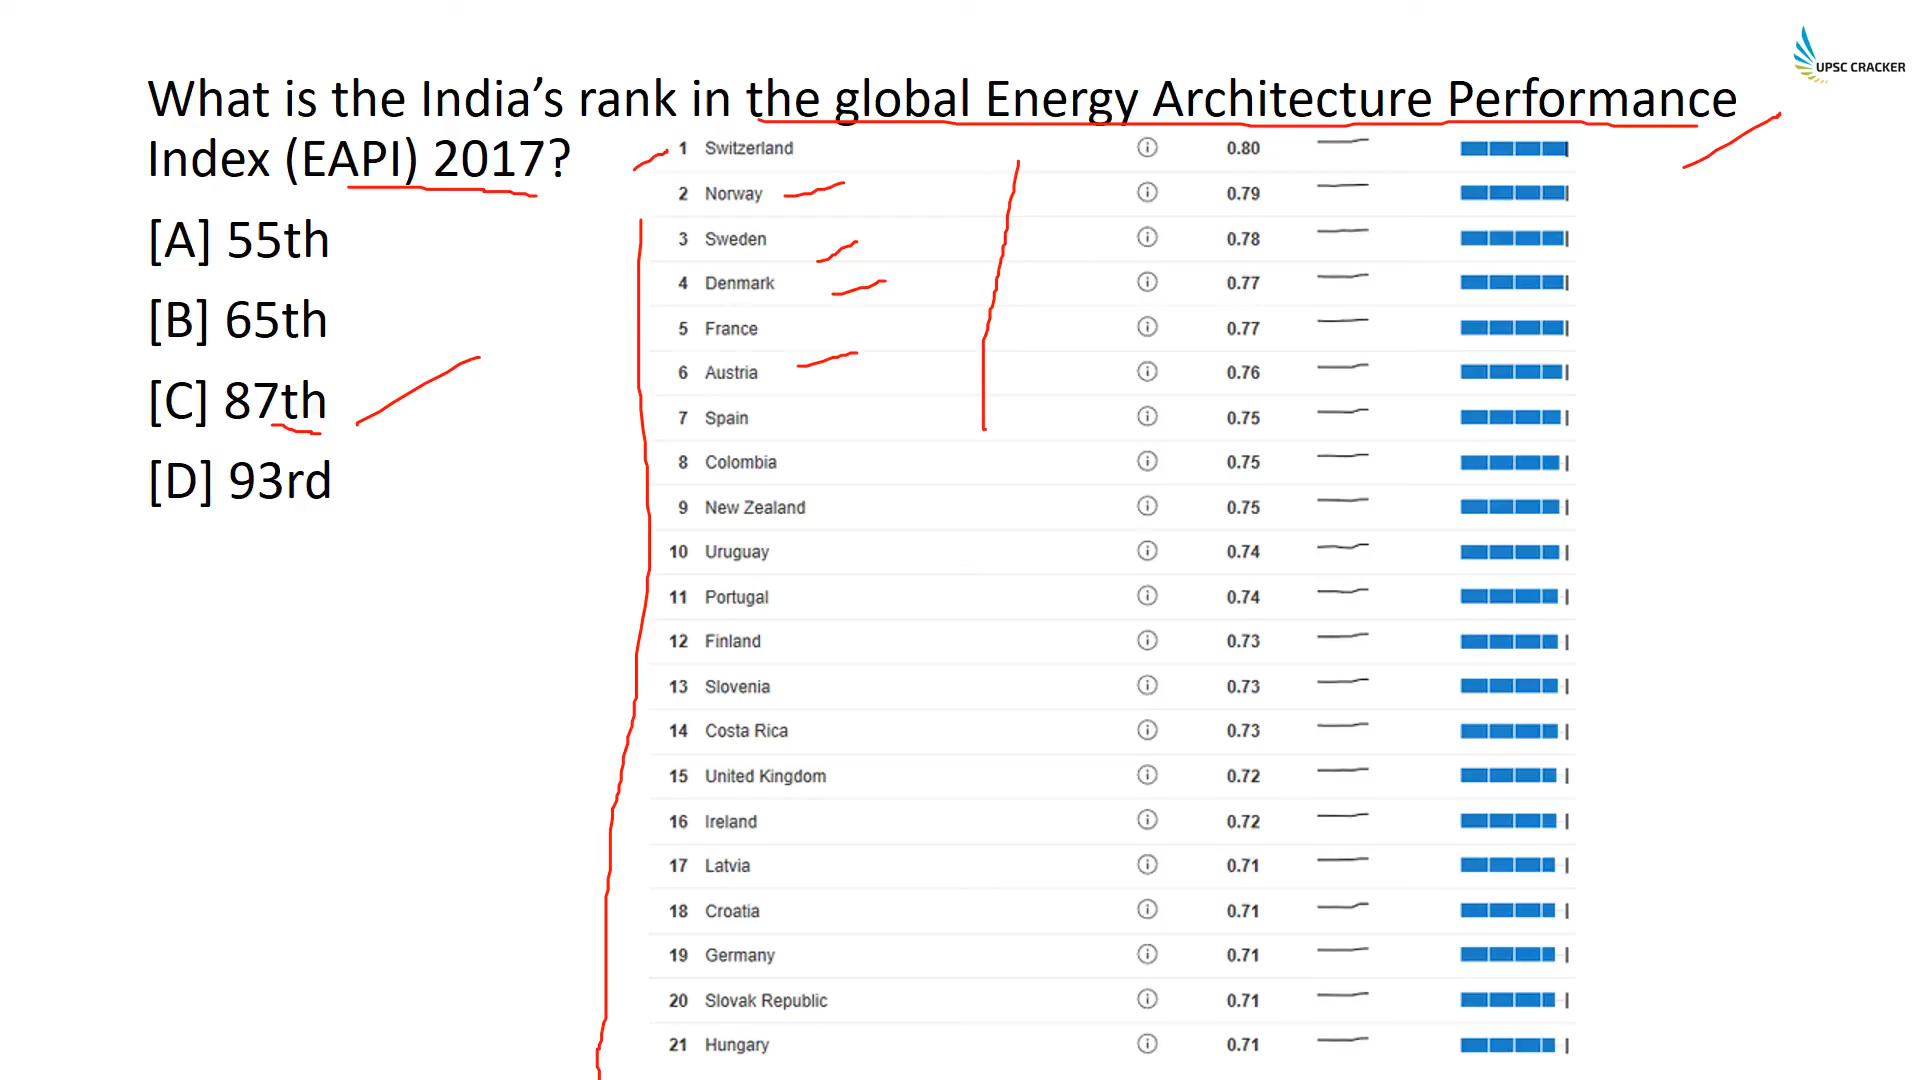 UPSC CRACKER
What is the India’s rank in the global Energy Architecture Performance
Index (EAPI) 2017?
[A] 55th
[B] 65th
[C] 87th
[D] 93rd
1 Switzerland 0.80
2 Norway 0.79
3 Sweden 0.78
4 Denmark 0.77
5 France 0.77
6 Austria 0.76
7 Spain 0.75
8 Colombia 0.75
9 New Zealand 0.75
10 Uruguay 0.74
11 Portugal 0.74
12 Finland 0.73
13 Slovenia 0.73
14 Costa Rica 0.73
15 United Kingdom 0.72
16 Ireland 0.72
17 Latvia 0.71
18 Croatia 0.71
19 Germany 0.71
20 Slovak Republic 0.71
21 Hungary 0.71